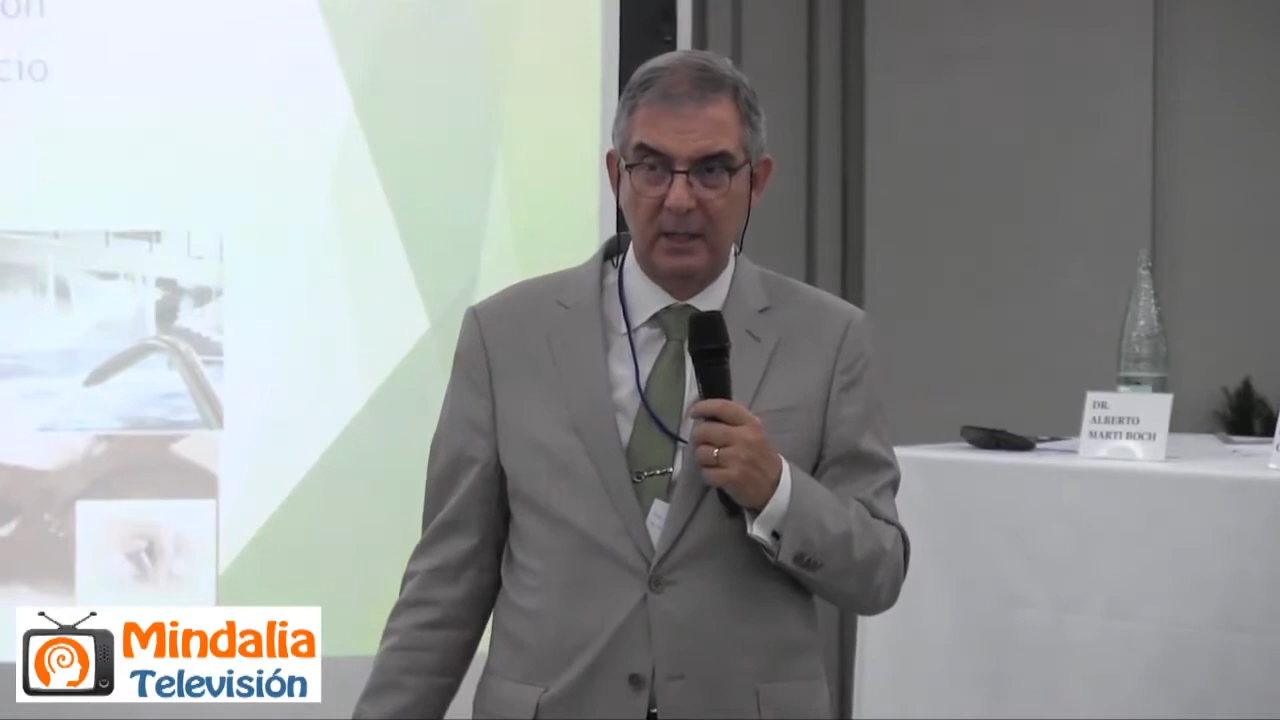 ón
cio
DR.
ALBERTO
MARTI BOCH
Mindalia
Televisión